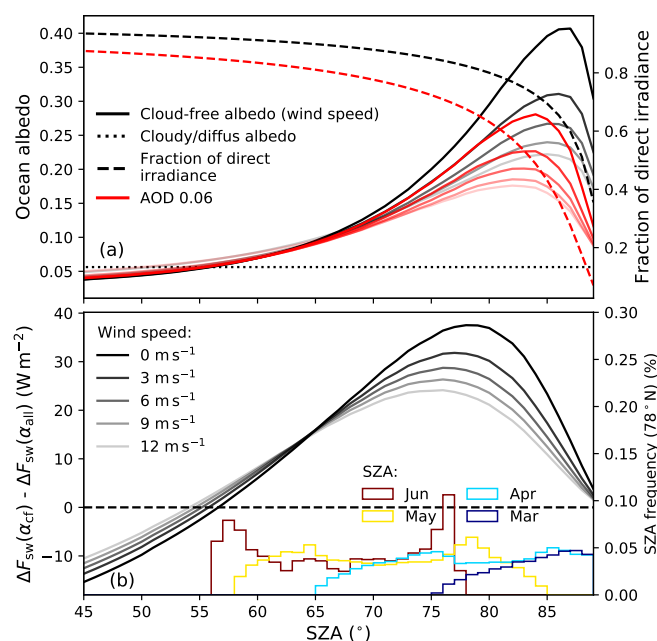 0.40
0.35
0.30
0.25
0.20
0.15
0.10
0.05
Ocean albedo
Cloud-free albedo (wind speed)
Cloudy/diffus albedo
Fraction of direct
irradiance
AOD 0.06
(a)
0.8
0.6
0.4
0.2
Fraction of direct irradiance
40
30
20
10
0
−10
ΔF_sw(α_cf) - ΔF_sw(α_all) (W m⁻²)
Wind speed:
0 m s⁻¹
3 m s⁻¹
6 m s⁻¹
9 m s⁻¹
12 m s⁻¹
SZA:
Jun
May
Apr
Mar
(b)
0.30
0.25
0.20
0.15
0.10
0.05
0.00
SZA frequency (78° N) (%)
45
50
55
60
65
70
75
80
85
SZA (°)